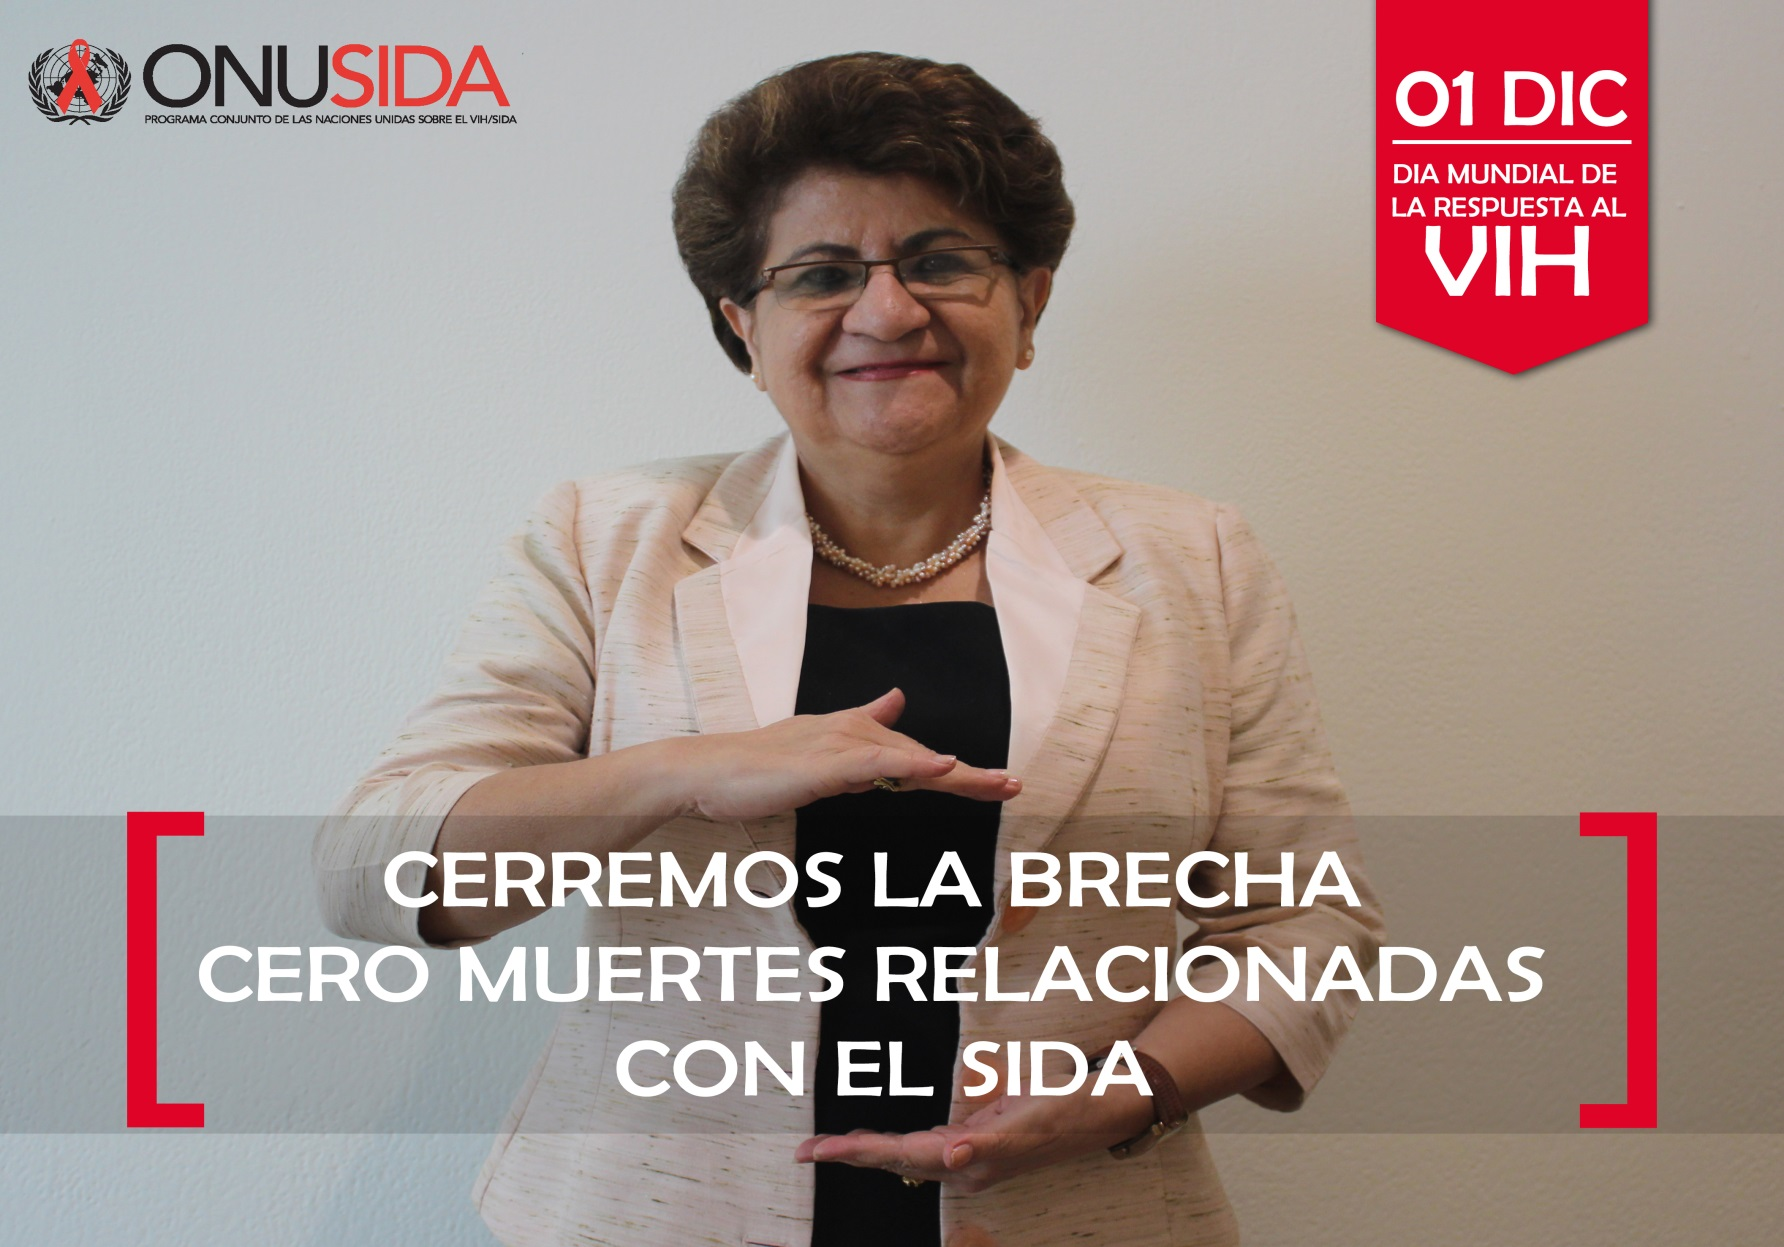 ONUSIDA
PROGRAMA CONJUNTO DE LAS NACIONES UNIDAS SOBRE EL VIH/SIDA
01 DIC
DIA MUNDIAL DE
LA RESPUESTA AL
VIH
CERREMOS LA BRECHA
CERO MUERTES RELACIONADAS
CON EL SIDA